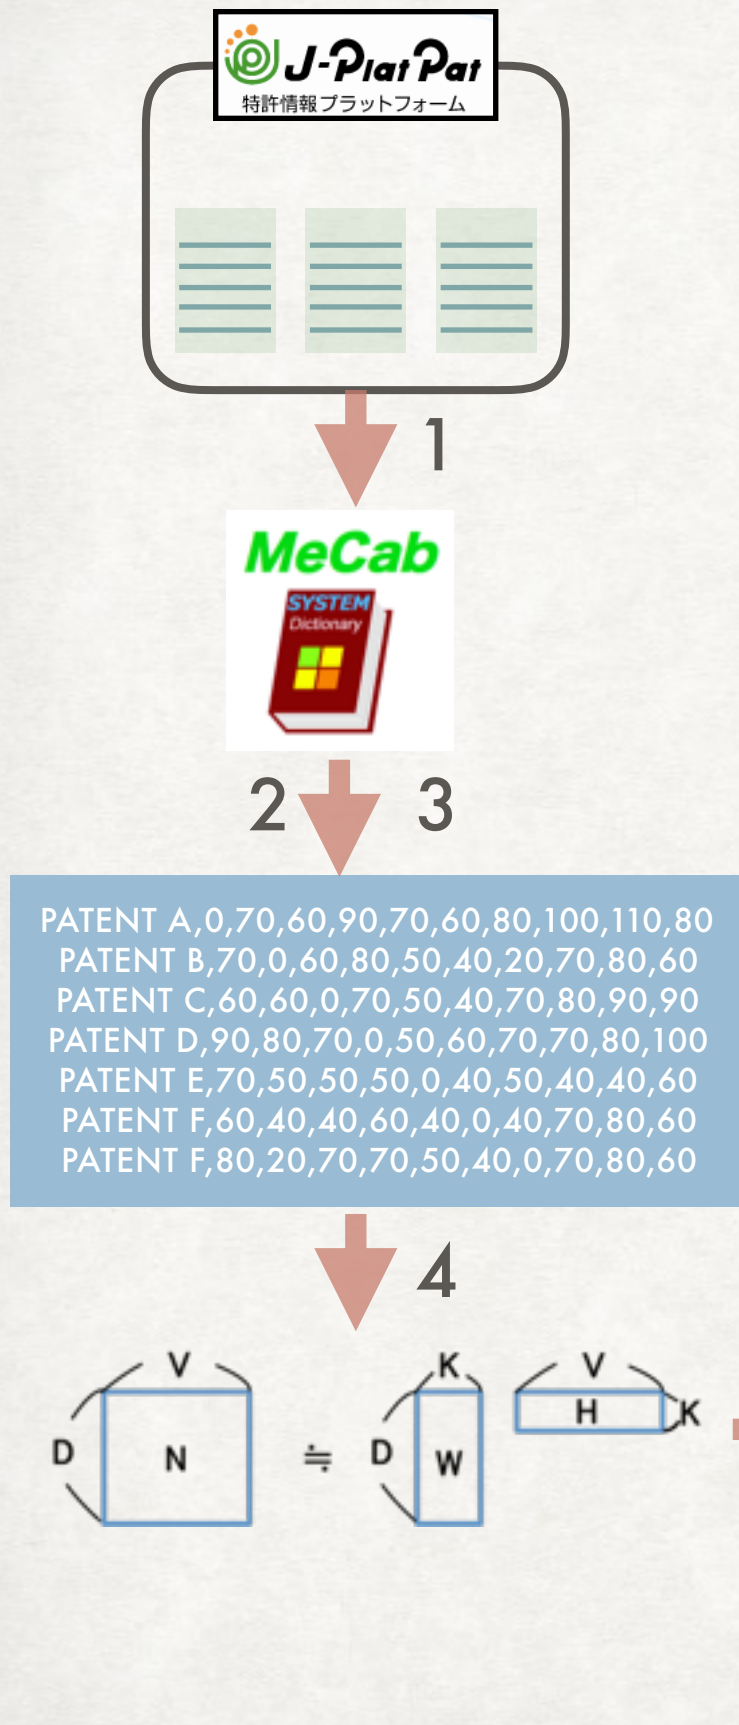 J-PlatPat
特許情報プラットフォーム
1
MeCab
SYSTEM
Dictionary
2 3
PATENT A,0,70,60,90,70,60,80,100,110,80
PATENT B,70,0,60,80,50,40,20,70,80,60
PATENT C,60,60,0,70,50,40,70,80,90,90
PATENT D,90,80,70,0,50,60,70,70,80,100
PATENT E,70,50,50,50,0,40,50,40,40,60
PATENT F,60,40,40,60,40,0,40,70,80,60
PATENT F,80,20,70,70,50,40,0,70,80,60
4
V K V
H K
D N ≒ D W